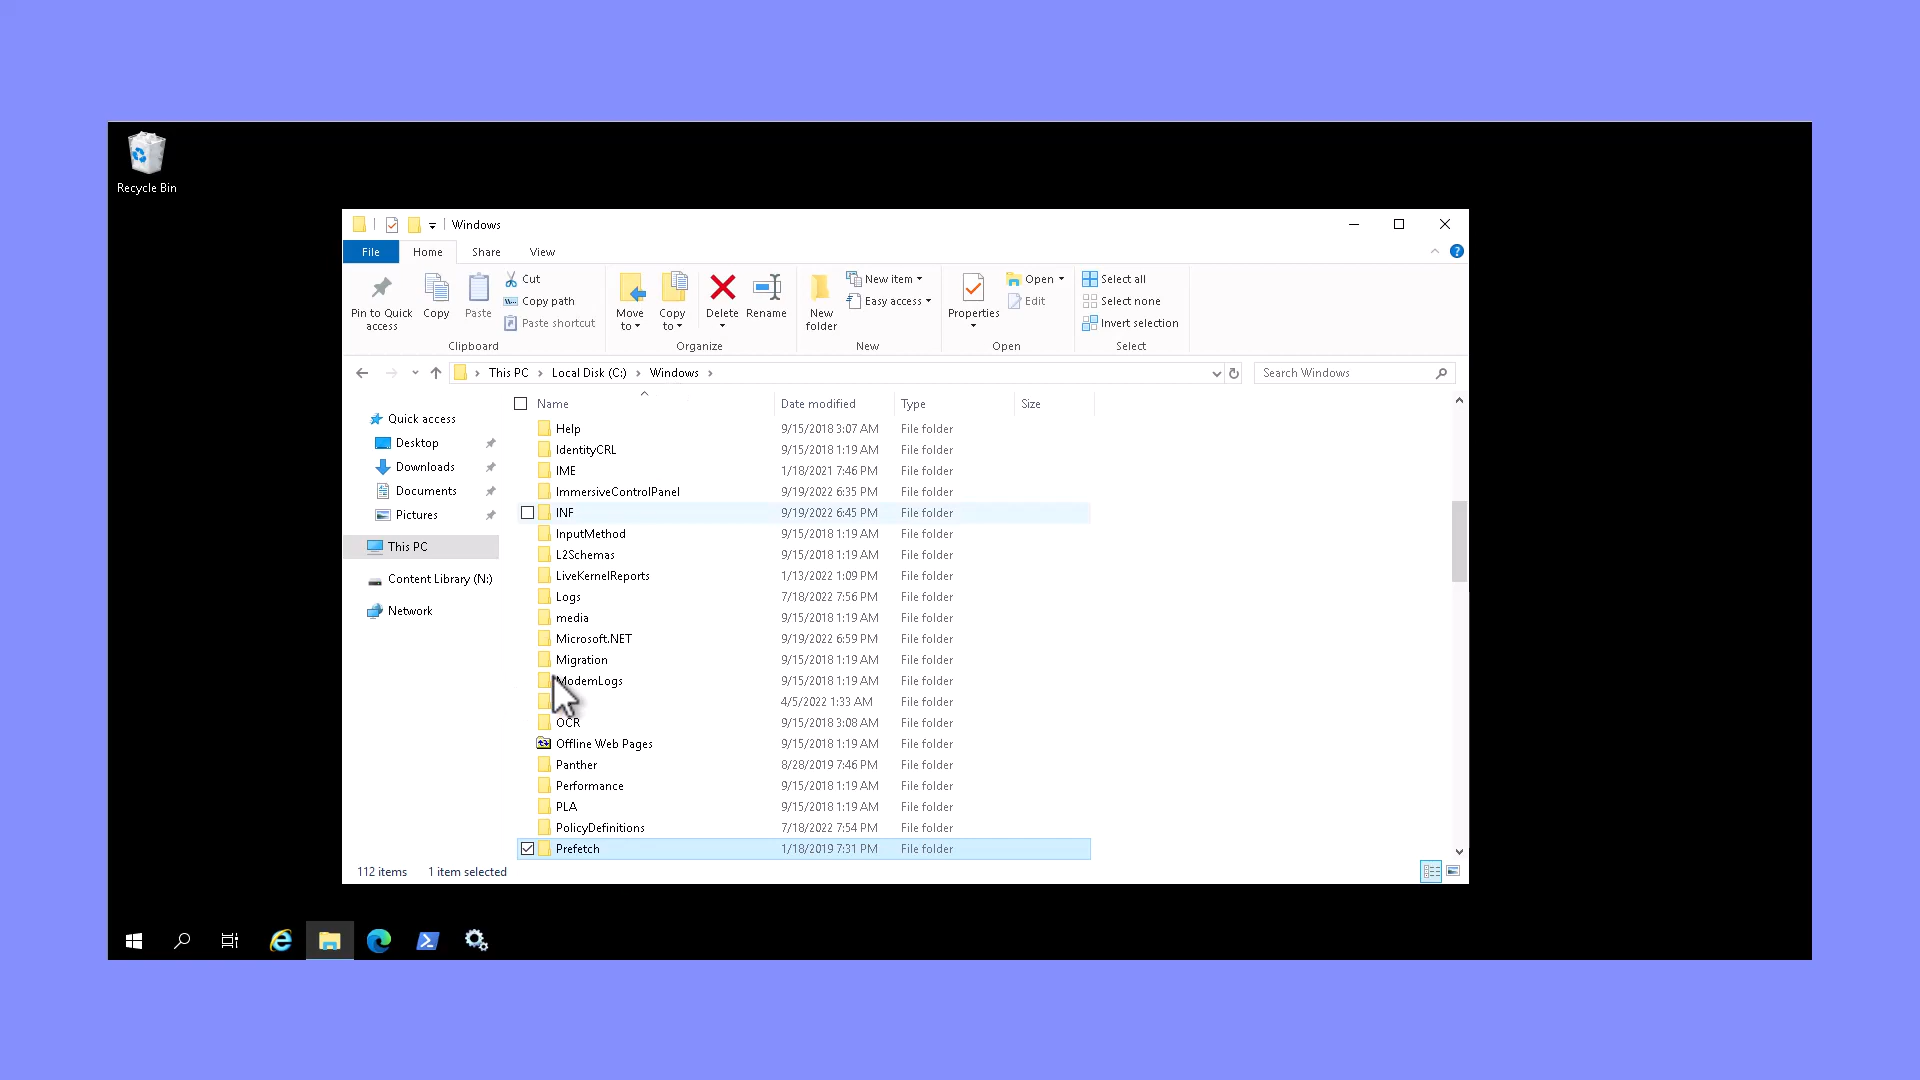 Recycle Bin
Windows
File Home Share View
Pin to Quick access
Copy
Paste
Cut
Copy path
Paste shortcut
Clipboard
Move to
Copy to
Delete
Rename
Organize
New folder
New item
Easy access
New
Properties
Open
Edit
Open
Select all
Select none
Invert selection
Select
This PC > Local Disk (C:) > Windows >
Search Windows
Quick access
Desktop
Downloads
Documents
Pictures
This PC
Content Library (N:)
Network
Name Date modified Type Size
Help 9/15/2018 3:07 AM File folder
IdentityCRL 9/15/2018 1:19 AM File folder
IME 1/18/2021 7:46 PM File folder
ImmersiveControlPanel 9/19/2022 6:35 PM File folder
INF 9/19/2022 6:45 PM File folder
InputMethod 9/15/2018 1:19 AM File folder
L2Schemas 9/15/2018 1:19 AM File folder
LiveKernelReports 1/13/2022 1:09 PM File folder
Logs 7/18/2022 7:56 PM File folder
media 9/15/2018 1:19 AM File folder
Microsoft.NET 9/19/2022 6:59 PM File folder
Migration 9/15/2018 1:19 AM File folder
ModemLogs 9/15/2018 1:19 AM File folder
4/5/2022 1:33 AM File folder
OCR 9/15/2018 3:08 AM File folder
Offline Web Pages 9/15/2018 1:19 AM File folder
Panther 8/28/2019 7:46 PM File folder
Performance 9/15/2018 1:19 AM File folder
PLA 9/15/2018 1:19 AM File folder
PolicyDefinitions 7/18/2022 7:54 PM File folder
Prefetch 1/18/2019 7:31 PM File folder
112 items 1 item selected